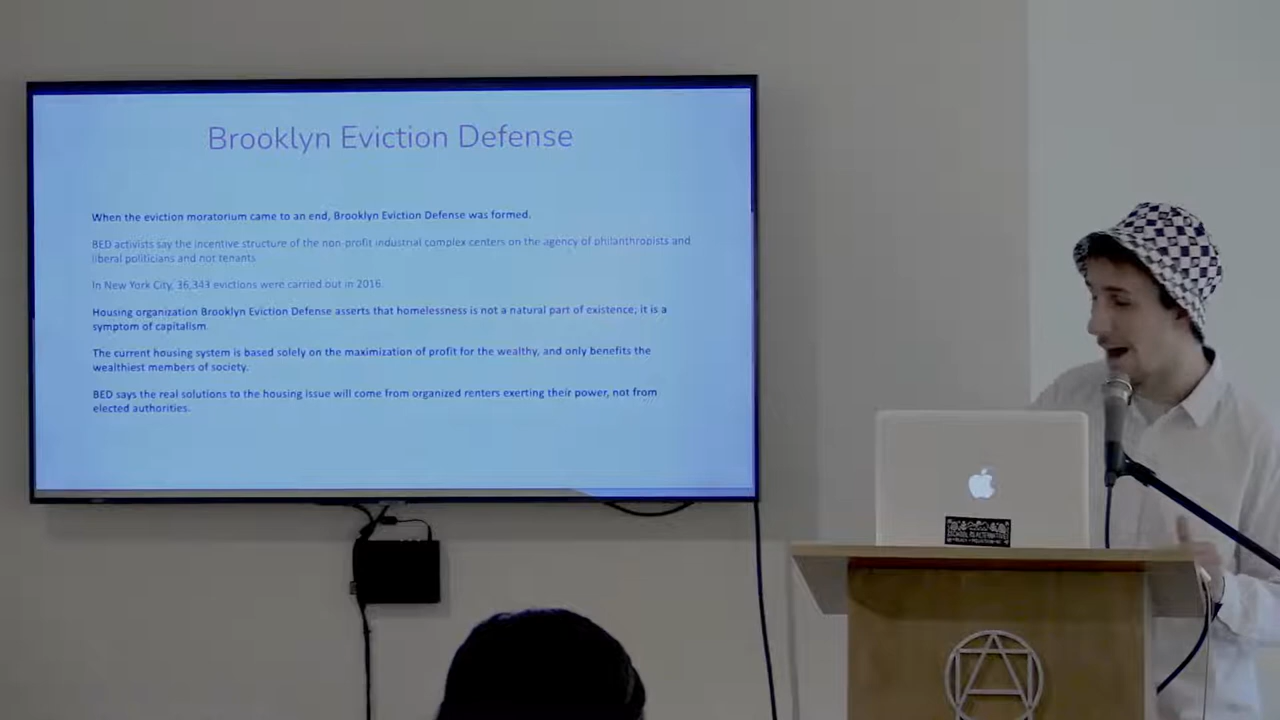 Brooklyn Eviction Defense
When the eviction moratorium came to an end, Brooklyn Eviction Defense was formed.
BED activists say the incentive structure of the non-profit industrial complex centers on the agency of philanthropists and
liberal politicians and not tenants.
In New York City, 36,343 evictions were carried out in 2016.
Housing organization Brooklyn Eviction Defense asserts that homelessness is not a natural part of existence; it is a
symptom of capitalism.
The current housing system is based solely on the maximization of profit for the wealthy, and only benefits the
wealthiest members of society.
BED says the real solutions to the housing issue will come from organized renters exerting their power, not from
elected authorities.